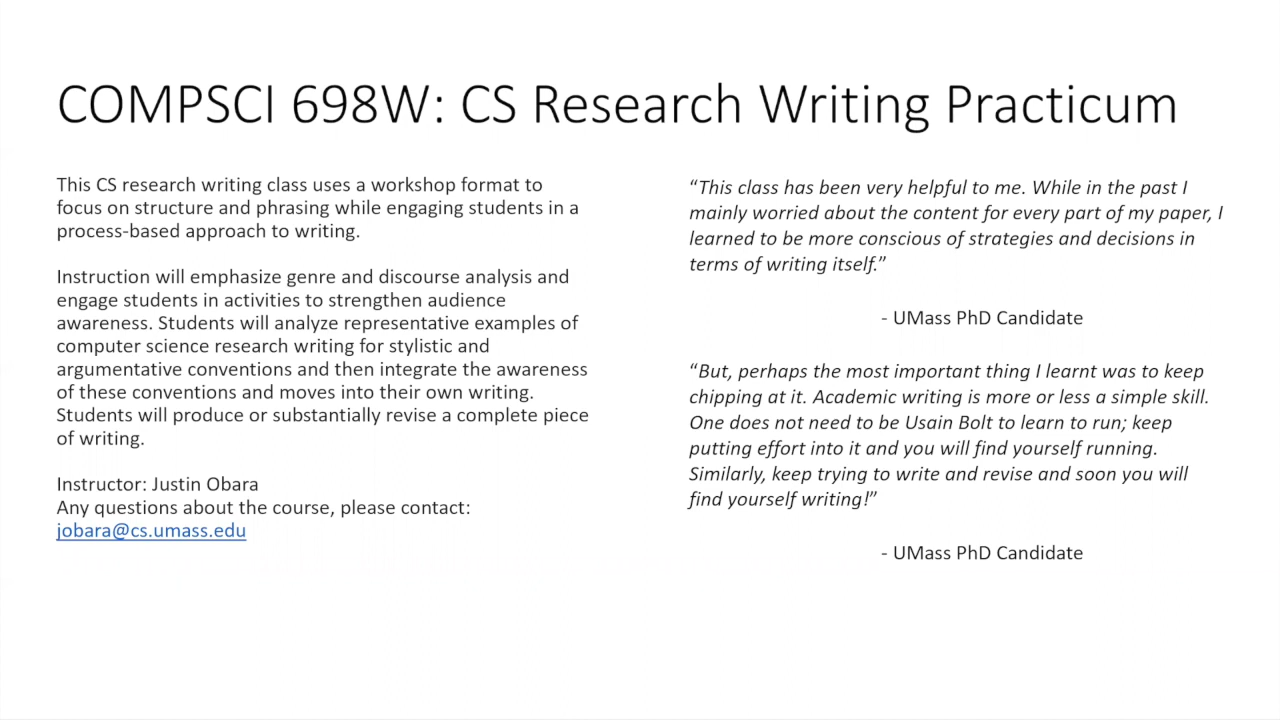 COMPSCI 698W: CS Research Writing Practicum
This CS research writing class uses a workshop format to
focus on structure and phrasing while engaging students in a
process-based approach to writing.
Instruction will emphasize genre and discourse analysis and
engage students in activities to strengthen audience
awareness. Students will analyze representative examples of
computer science research writing for stylistic and
argumentative conventions and then integrate the awareness
of these conventions and moves into their own writing.
Students will produce or substantially revise a complete piece
of writing.
Instructor: Justin Obara
Any questions about the course, please contact:
jobara@cs.umass.edu
“This class has been very helpful to me. While in the past I
mainly worried about the content for every part of my paper, I
learned to be more conscious of strategies and decisions in
terms of writing itself.”
- UMass PhD Candidate
“But, perhaps the most important thing I learnt was to keep
chipping at it. Academic writing is more or less a simple skill.
One does not need to be Usain Bolt to learn to run; keep
putting effort into it and you will find yourself running.
Similarly, keep trying to write and revise and soon you will
find yourself writing!”
- UMass PhD Candidate